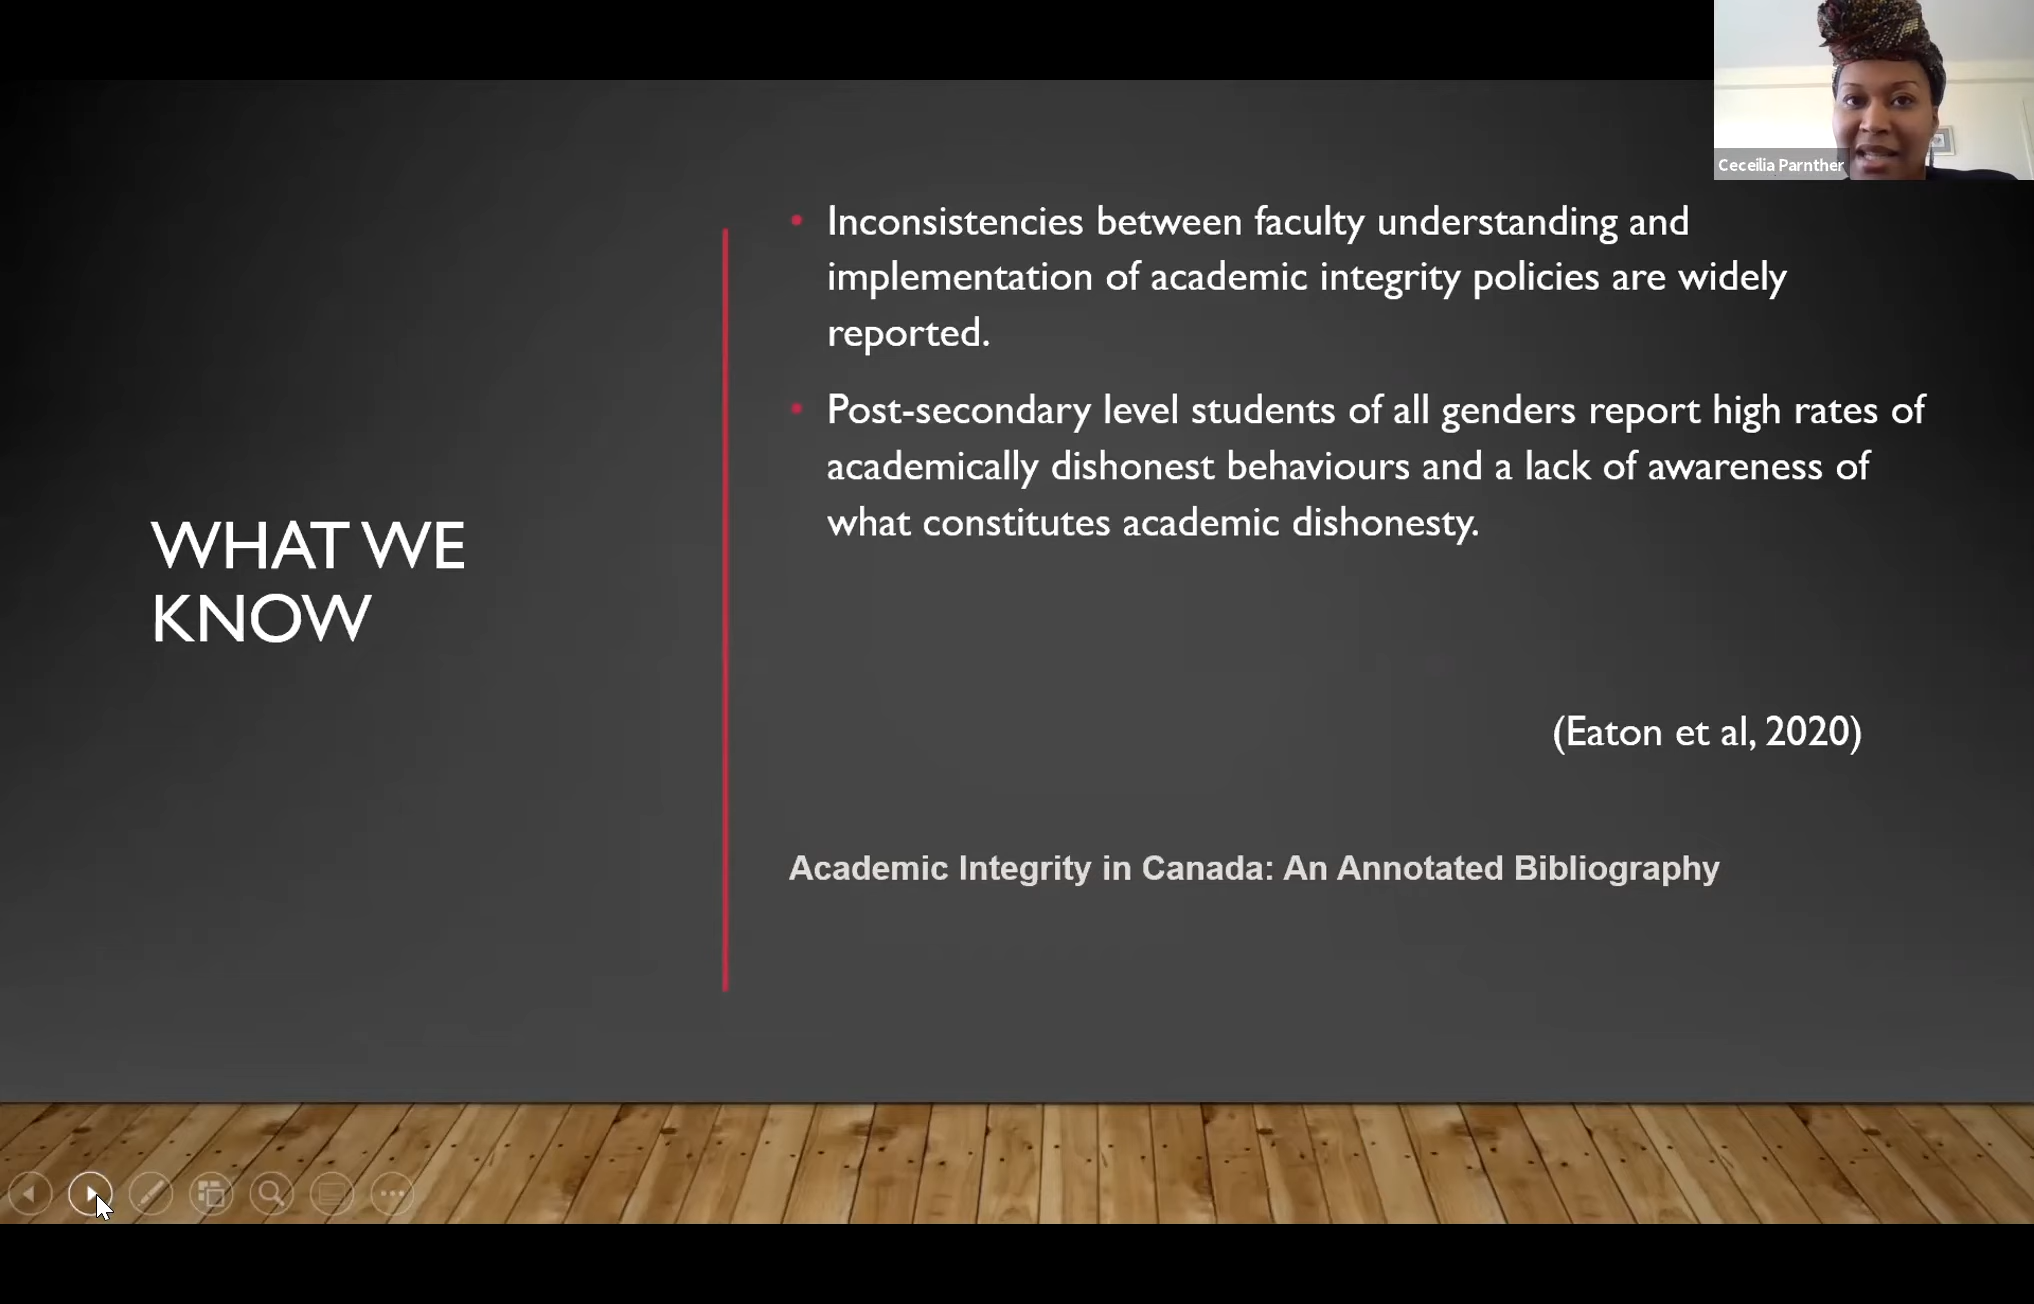 Ceceilia Parnther
Inconsistencies between faculty understanding and
implementation of academic integrity policies are widely
reported.
Post-secondary level students of all genders report high rates of
academically dishonest behaviours and a lack of awareness of
what constitutes academic dishonesty.
WHAT WE
KNOW
(Eaton et al, 2020)
Academic Integrity in Canada: An Annotated Bibliography